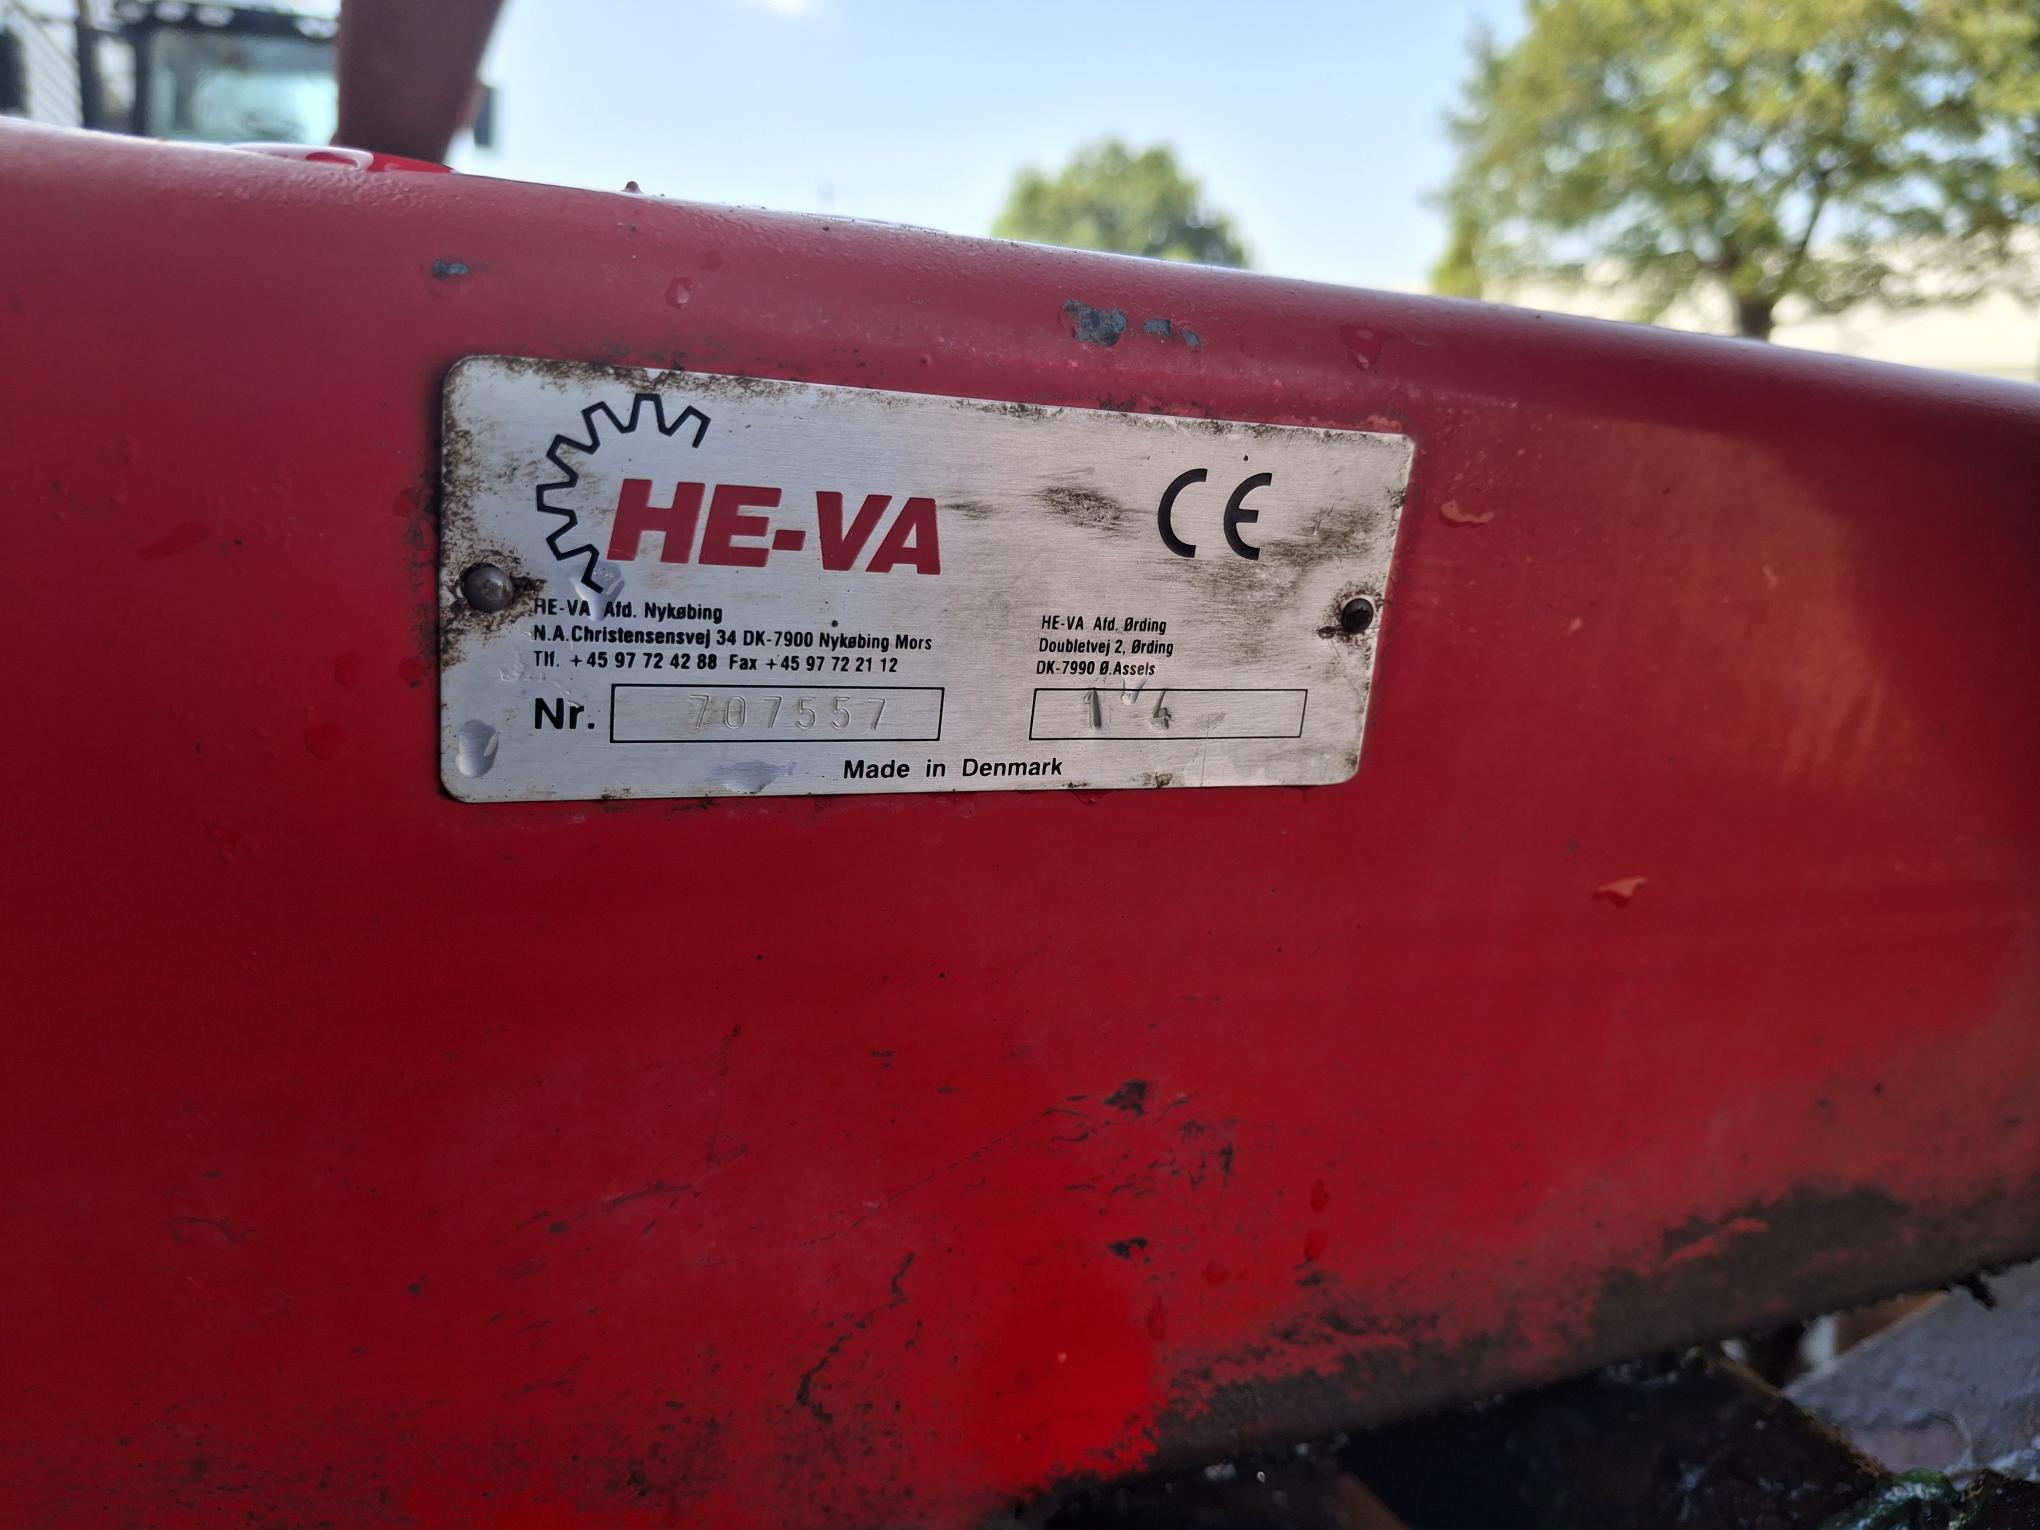 HE-VA
CE
HE-VA Afd. Nykøbing
N.A.Christensensvej 34 DK-7900 Nykøbing Mors
Tlf. +45 97 72 42 88 Fax +45 97 72 21 12
HE-VA Afd. Ørding
Doubletvej 2, Ørding
DK-7990 Ø.Assels
Nr. 707557
Made in Denmark